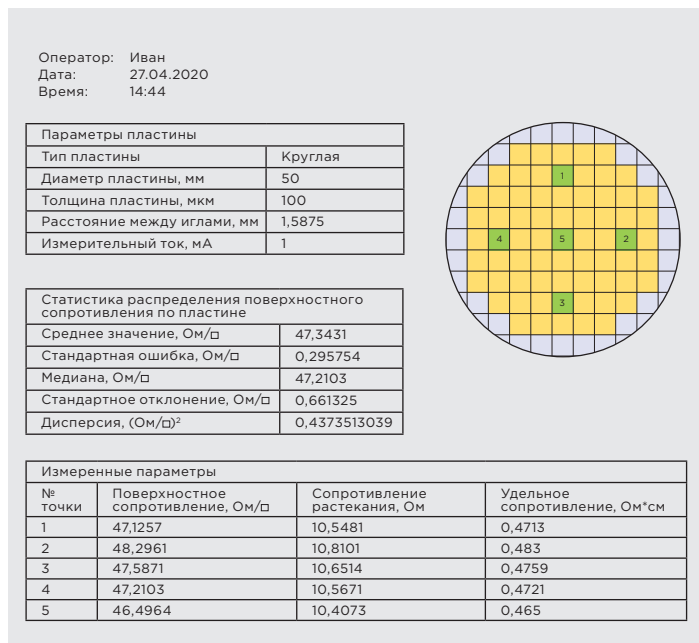 Оператор: Иван
Дата: 27.04.2020
Время: 14:44
Параметры пластины
Тип пластины Круглая
Диаметр пластины, мм 50
Толщина пластины, мкм 100
Расстояние между иглами, мм 1,5875
Измерительный ток, мА 1
1
4 5 2
3
Статистика распределения поверхностного
сопротивления по пластине
Среднее значение, Ом/□ 47,3431
Стандартная ошибка, Ом/□ 0,295754
Медиана, Ом/□ 47,2103
Стандартное отклонение, Ом/□ 0,661325
Дисперсия, (Ом/□)² 0,4373513039
Измеренные параметры
№ Поверхностное Сопротивление Удельное
точки сопротивление, Ом/□ растекания, Ом сопротивление, Ом*см
1 47,1257 10,5481 0,4713
2 48,2961 10,8101 0,483
3 47,5871 10,6514 0,4759
4 47,2103 10,5671 0,4721
5 46,4964 10,4073 0,465